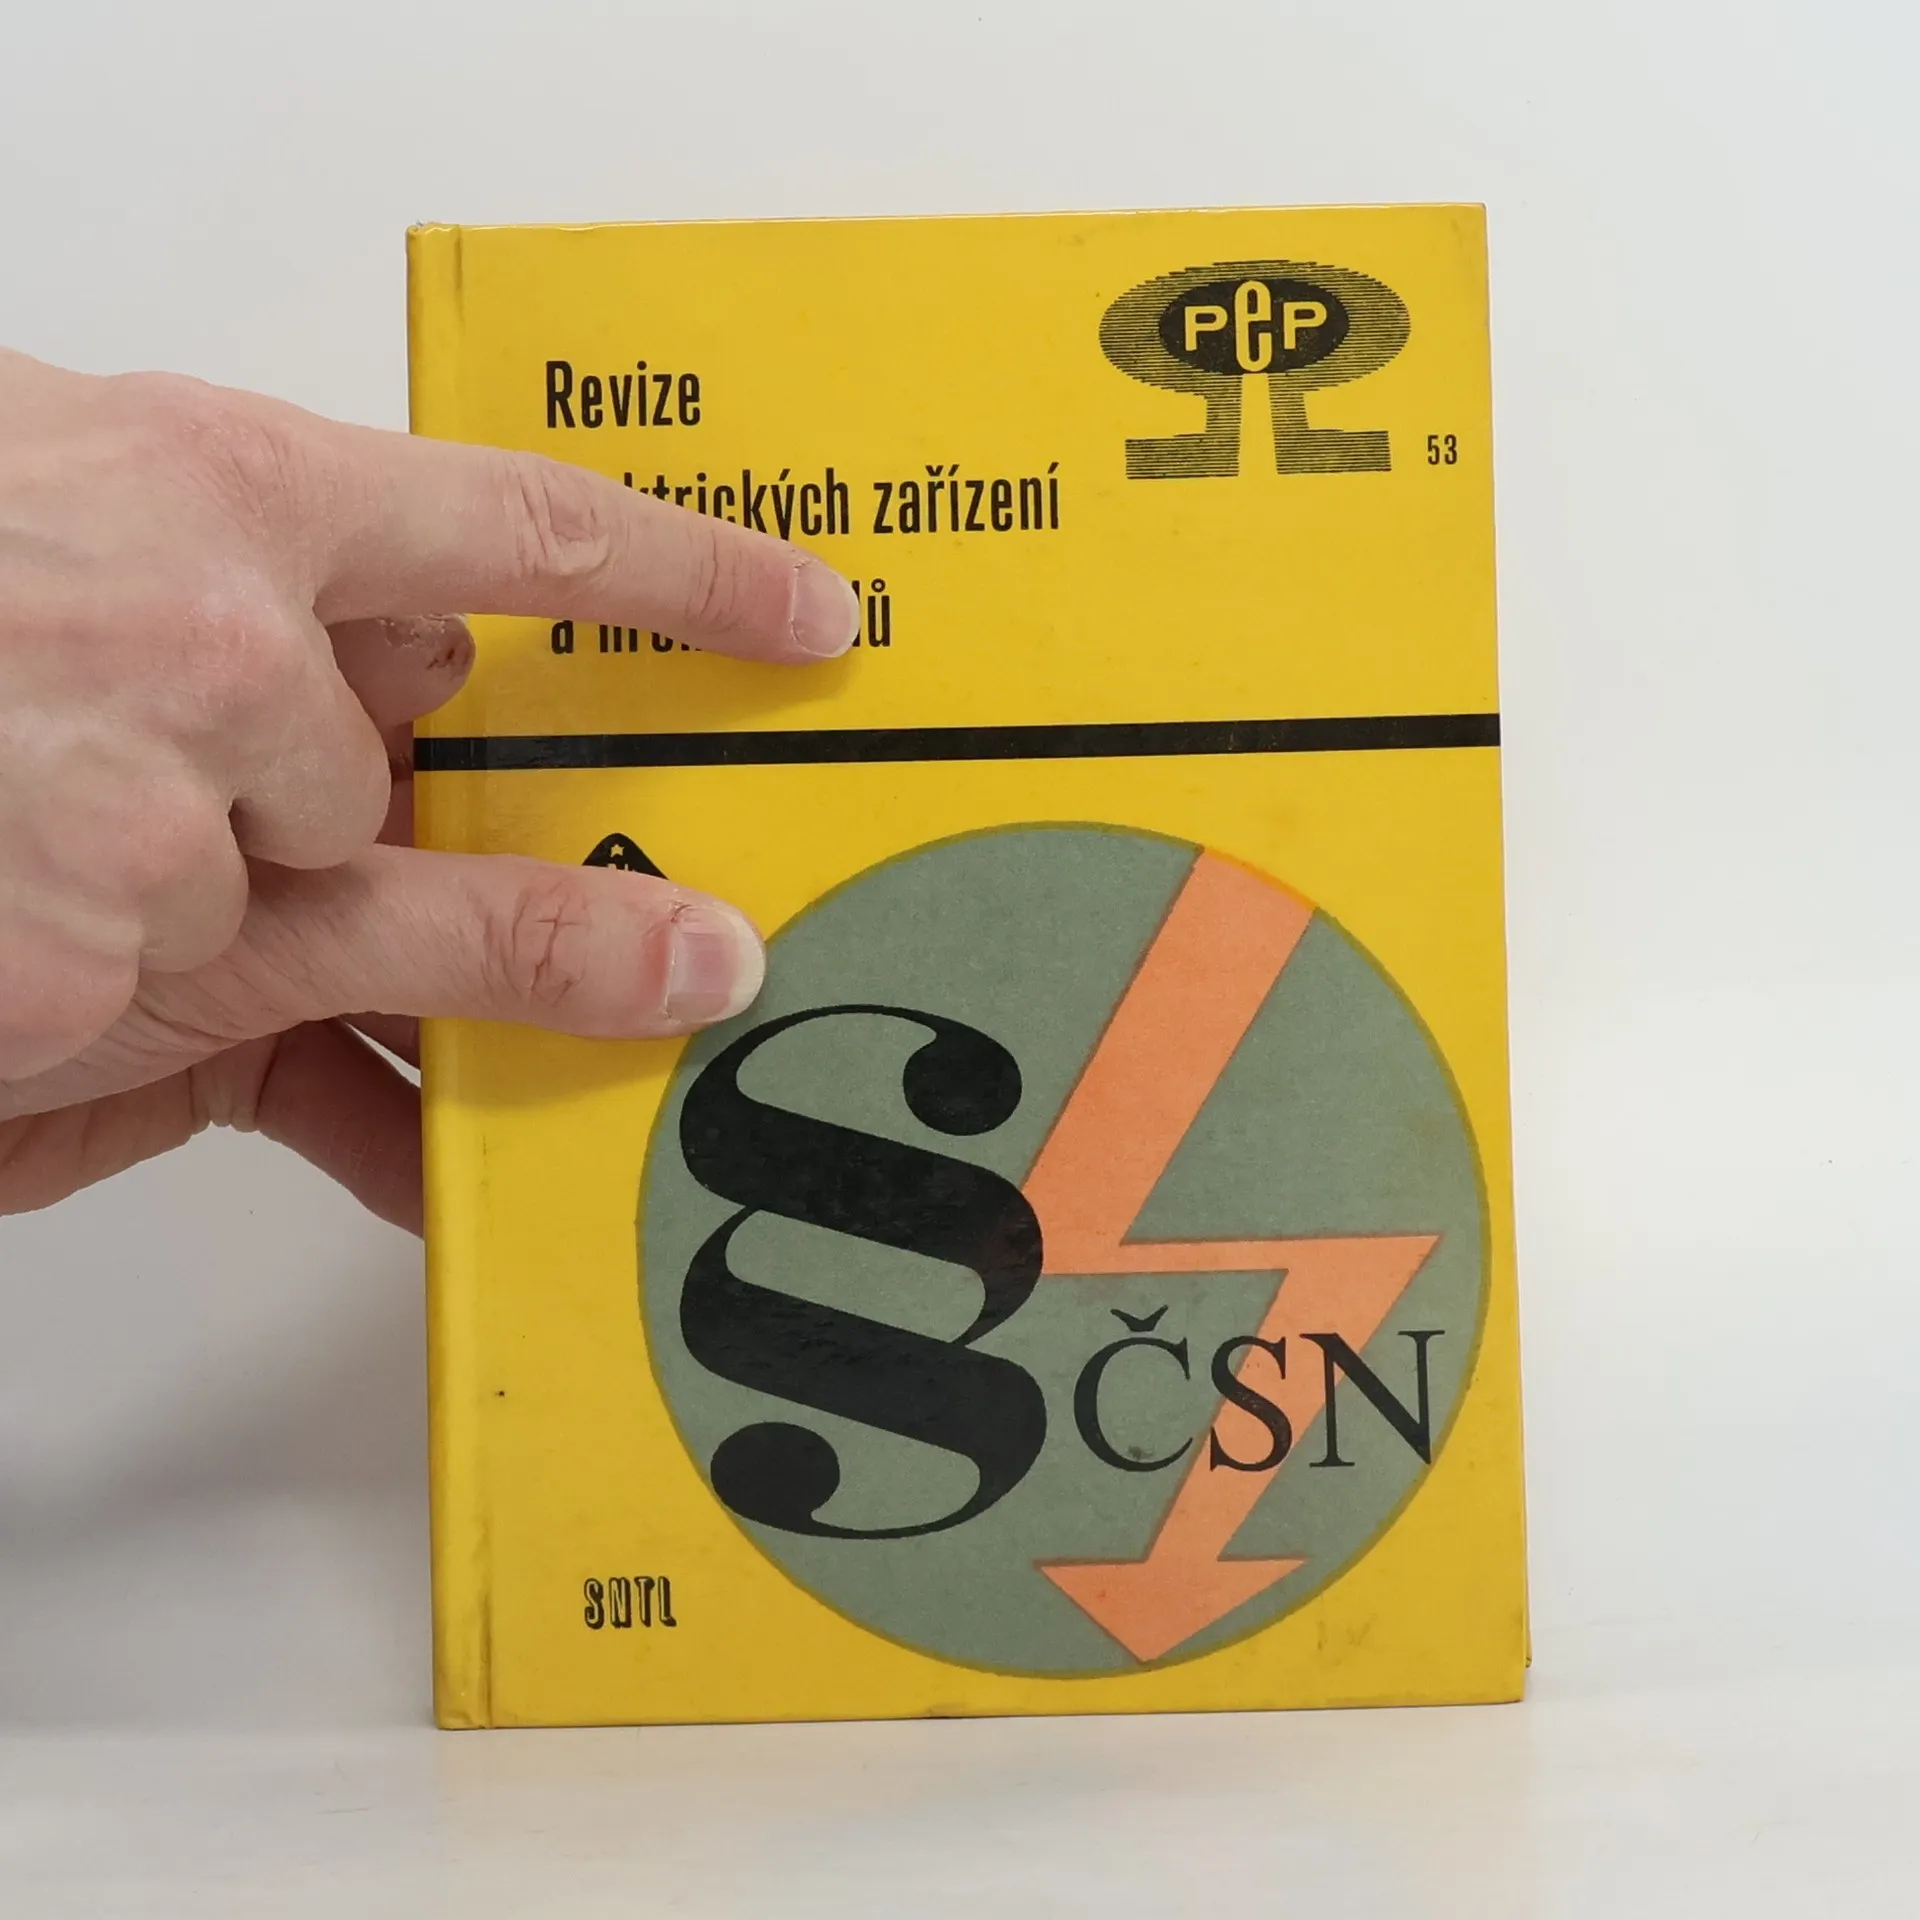 PeP
53
Revize
zařízení
a
§
ČSN
SNTL